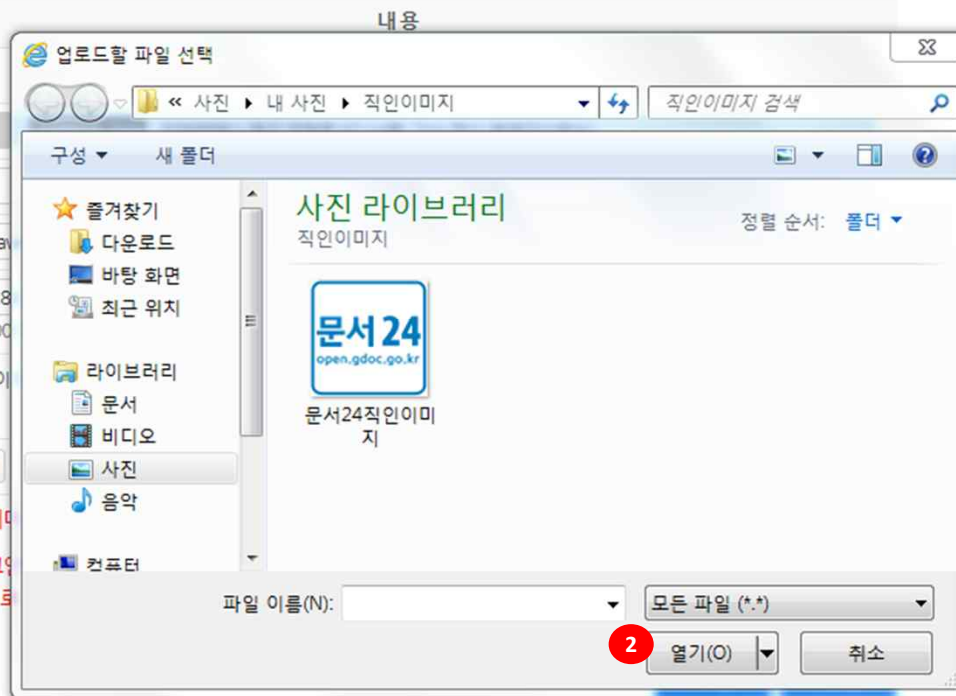 내용
업로드할 파일 선택
« 사진 ▶ 내 사진 ▶ 직인이미지
직인이미지 검색
구성 ▼ 새 폴더
즐겨찾기
다운로드
바탕 화면
최근 위치
라이브러리
문서
비디오
사진
음악
컴퓨터
사진 라이브러리
직인이미지
정렬 순서: 폴더 ▼
문서24
open.gdoc.go.kr
문서24직인이미
지
파일 이름(N):
모든 파일 (*.*)
2
열기(O)
취소